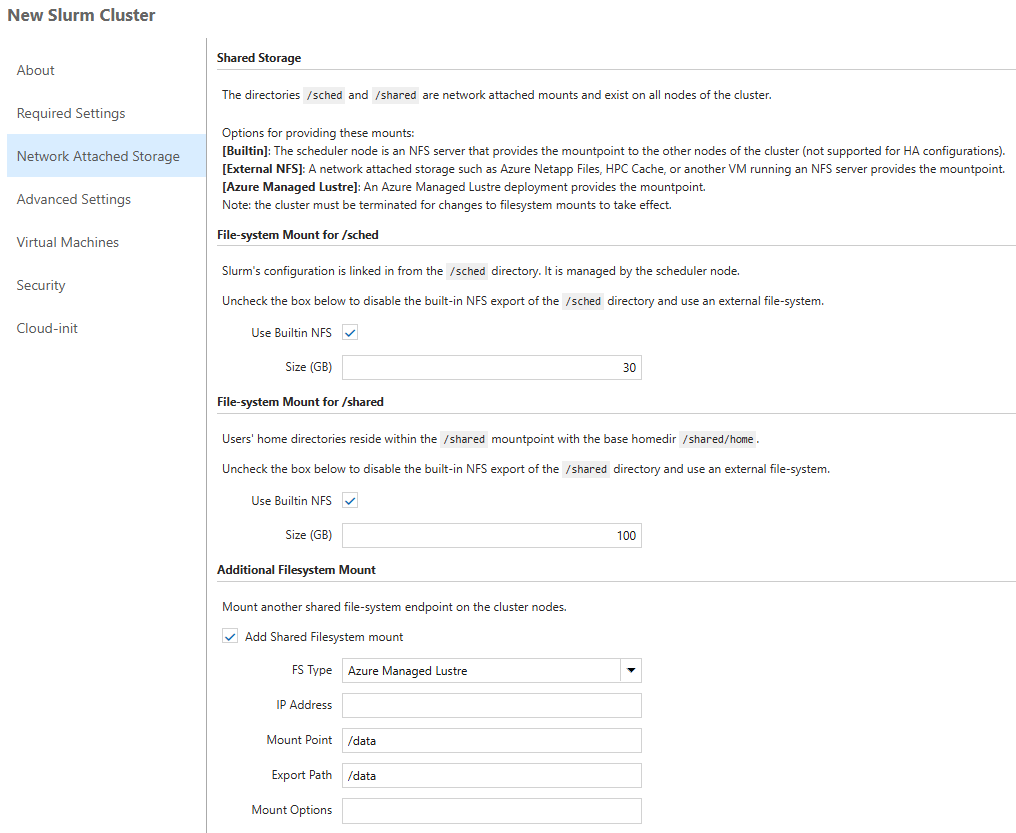 New Slurm Cluster
About
Required Settings
Network Attached Storage
Advanced Settings
Virtual Machines
Security
Cloud-init
Shared Storage
The directories /sched and /shared are network attached mounts and exist on all nodes of the cluster.
Options for providing these mounts:
[Builtin]: The scheduler node is an NFS server that provides the mountpoint to the other nodes of the cluster (not supported for HA configurations).
[External NFS]: A network attached storage such as Azure Netapp Files, HPC Cache, or another VM running an NFS server provides the mountpoint.
[Azure Managed Lustre]: An Azure Managed Lustre deployment provides the mountpoint.
Note: the cluster must be terminated for changes to filesystem mounts to take effect.
File-system Mount for /sched
Slurm's configuration is linked in from the /sched directory. It is managed by the scheduler node.
Uncheck the box below to disable the built-in NFS export of the /sched directory and use an external file-system.
Use Builtin NFS
Size (GB) 30
File-system Mount for /shared
Users' home directories reside within the /shared mountpoint with the base homedir /shared/home .
Uncheck the box below to disable the built-in NFS export of the /shared directory and use an external file-system.
Use Builtin NFS
Size (GB) 100
Additional Filesystem Mount
Mount another shared file-system endpoint on the cluster nodes.
Add Shared Filesystem mount
FS Type Azure Managed Lustre
IP Address
Mount Point /data
Export Path /data
Mount Options